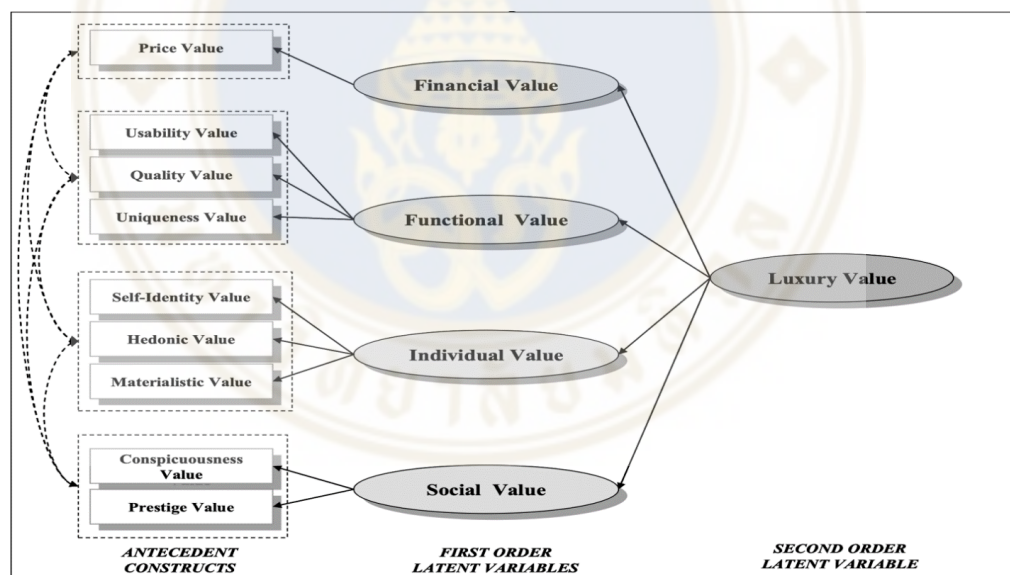 Price Value
Financial Value
Usability Value
Quality Value
Uniqueness Value
Functional Value
Luxury Value
Self-Identity Value
Hedonic Value
Materialistic Value
Individual Value
Conspicuousness
Value
Prestige Value
Social Value
ANTECEDENT
CONSTRUCTS
FIRST ORDER
LATENT VARIABLES
SECOND ORDER
LATENT VARIABLE